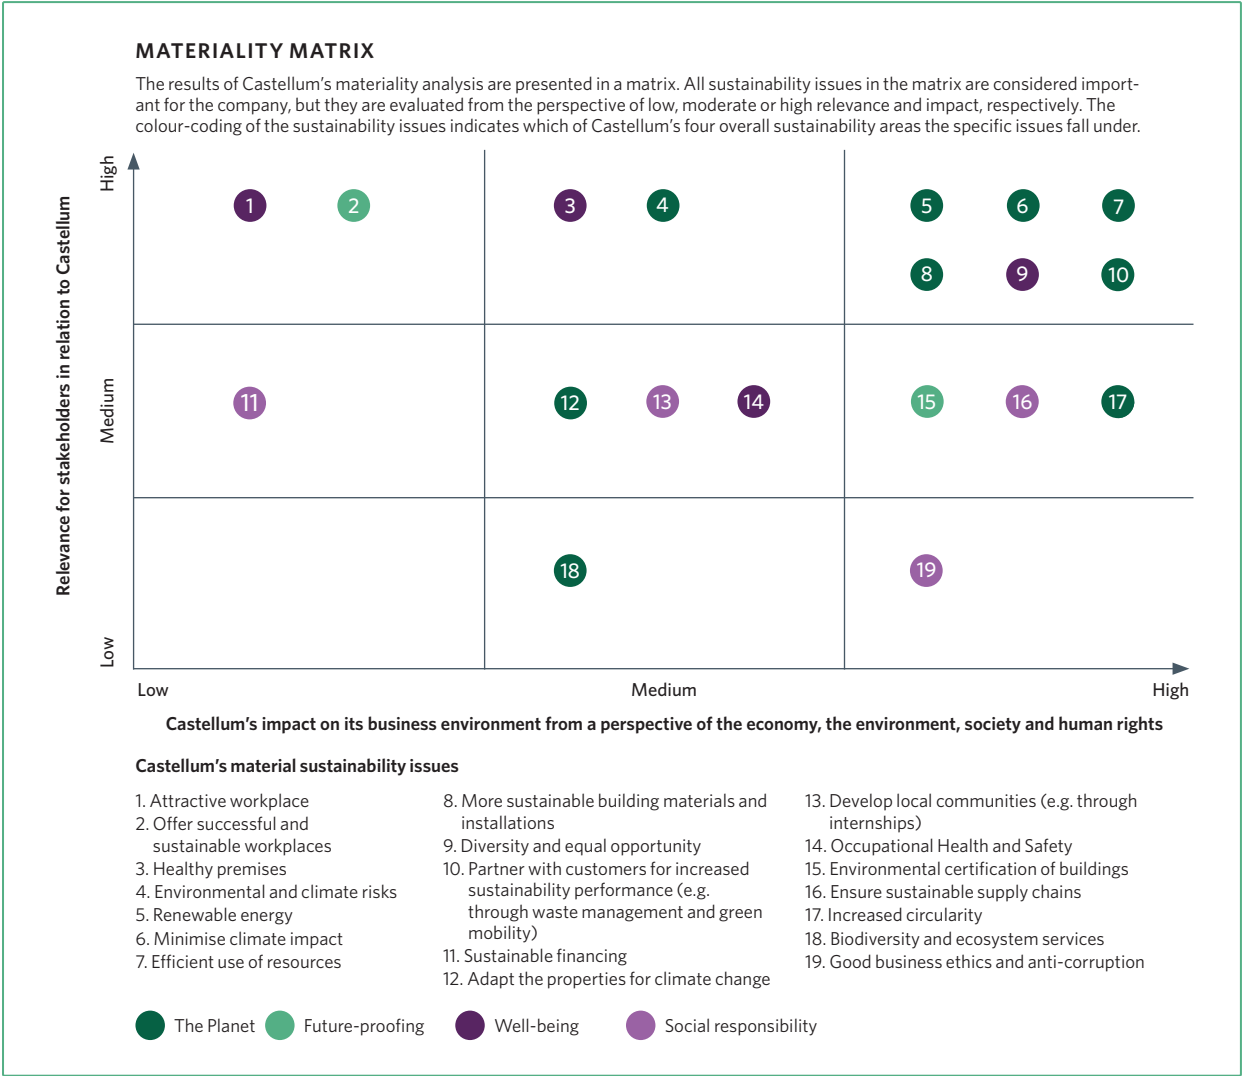 MATERIALITY MATRIX
The results of Castellum’s materiality analysis are presented in a matrix. All sustainability issues in the matrix are considered import-
ant for the company, but they are evaluated from the perspective of low, moderate or high relevance and impact, respectively. The
colour-coding of the sustainability issues indicates which of Castellum’s four overall sustainability areas the specific issues fall under.
Relevance for stakeholders in relation to Castellum
High
Medium
Low
1
2
3
4
5
6
7
8
9
10
11
12
13
14
15
16
17
18
19
Low
Medium
High
Castellum’s impact on its business environment from a perspective of the economy, the environment, society and human rights
Castellum’s material sustainability issues
1. Attractive workplace
2. Offer successful and
sustainable workplaces
3. Healthy premises
4. Environmental and climate risks
5. Renewable energy
6. Minimise climate impact
7. Efficient use of resources
8. More sustainable building materials and
installations
9. Diversity and equal opportunity
10. Partner with customers for increased
sustainability performance (e.g.
through waste management and green
mobility)
11. Sustainable financing
12. Adapt the properties for climate change
13. Develop local communities (e.g. through
internships)
14. Occupational Health and Safety
15. Environmental certification of buildings
16. Ensure sustainable supply chains
17. Increased circularity
18. Biodiversity and ecosystem services
19. Good business ethics and anti-corruption
The Planet
Future-proofing
Well-being
Social responsibility